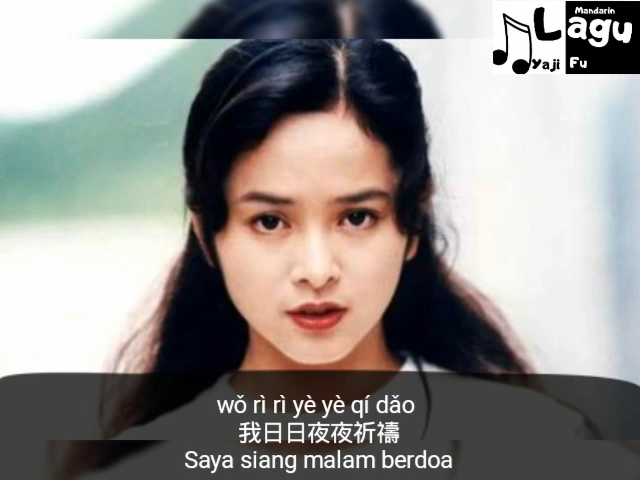 Mandarin
Lagu
Yaji Fu
wǒ rì rì yè yè qí dǎo
我日日夜夜祈禱
Saya siang malam berdoa